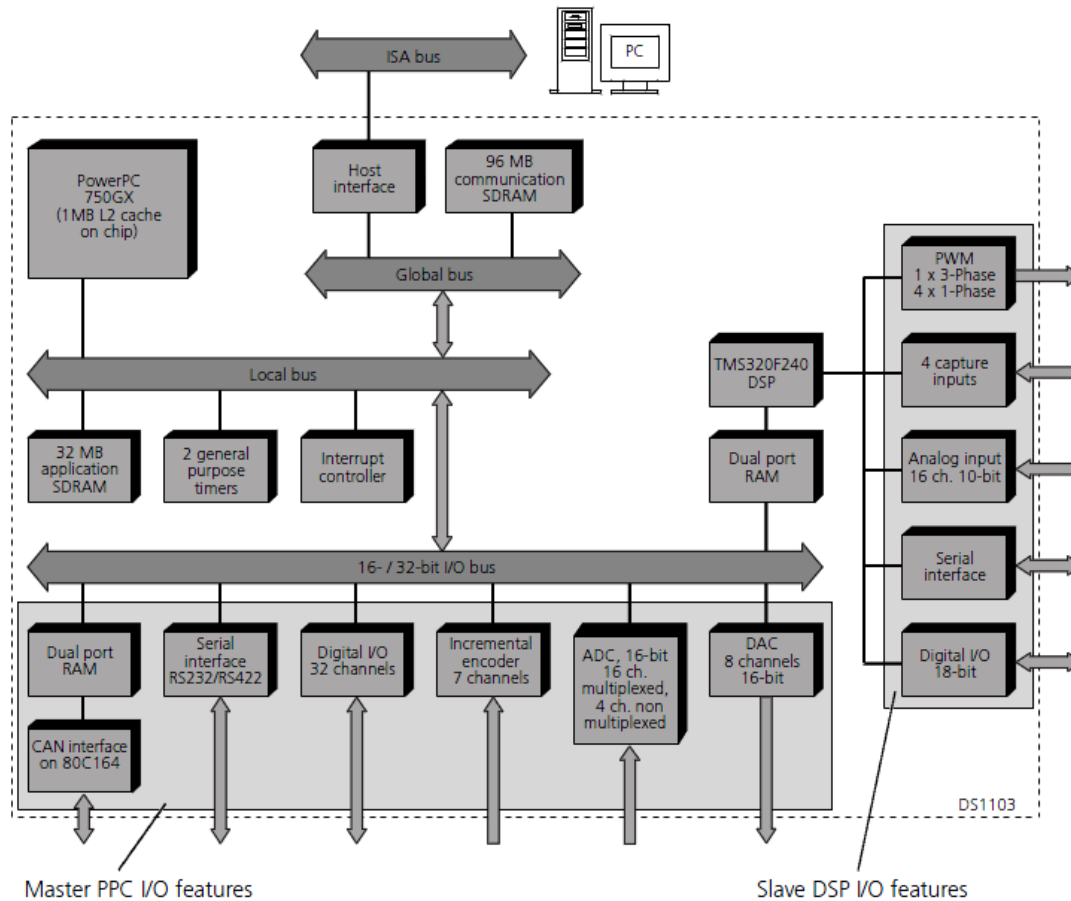 ISA bus
PC
PowerPC
750GX
(1MB L2 cache
on chip)
Host
interface
96 MB
communication
SDRAM
Global bus
Local bus
32 MB
application
SDRAM
2 general
purpose
timers
Interrupt
controller
TMS320F240
DSP
Dual port
RAM
PWM
1 x 3-Phase
4 x 1-Phase
4 capture
inputs
Analog input
16 ch. 10-bit
Serial
interface
Digital I/O
18-bit
16- / 32-bit I/O bus
Dual port
RAM
CAN interface
on 80C164
Serial
interface
RS232/RS422
Digital I/O
32 channels
Incremental
encoder
7 channels
ADC, 16-bit
16 ch.
multiplexed,
4 ch. non
multiplexed
DAC
8 channels
16-bit
DS1103
Master PPC I/O features
Slave DSP I/O features